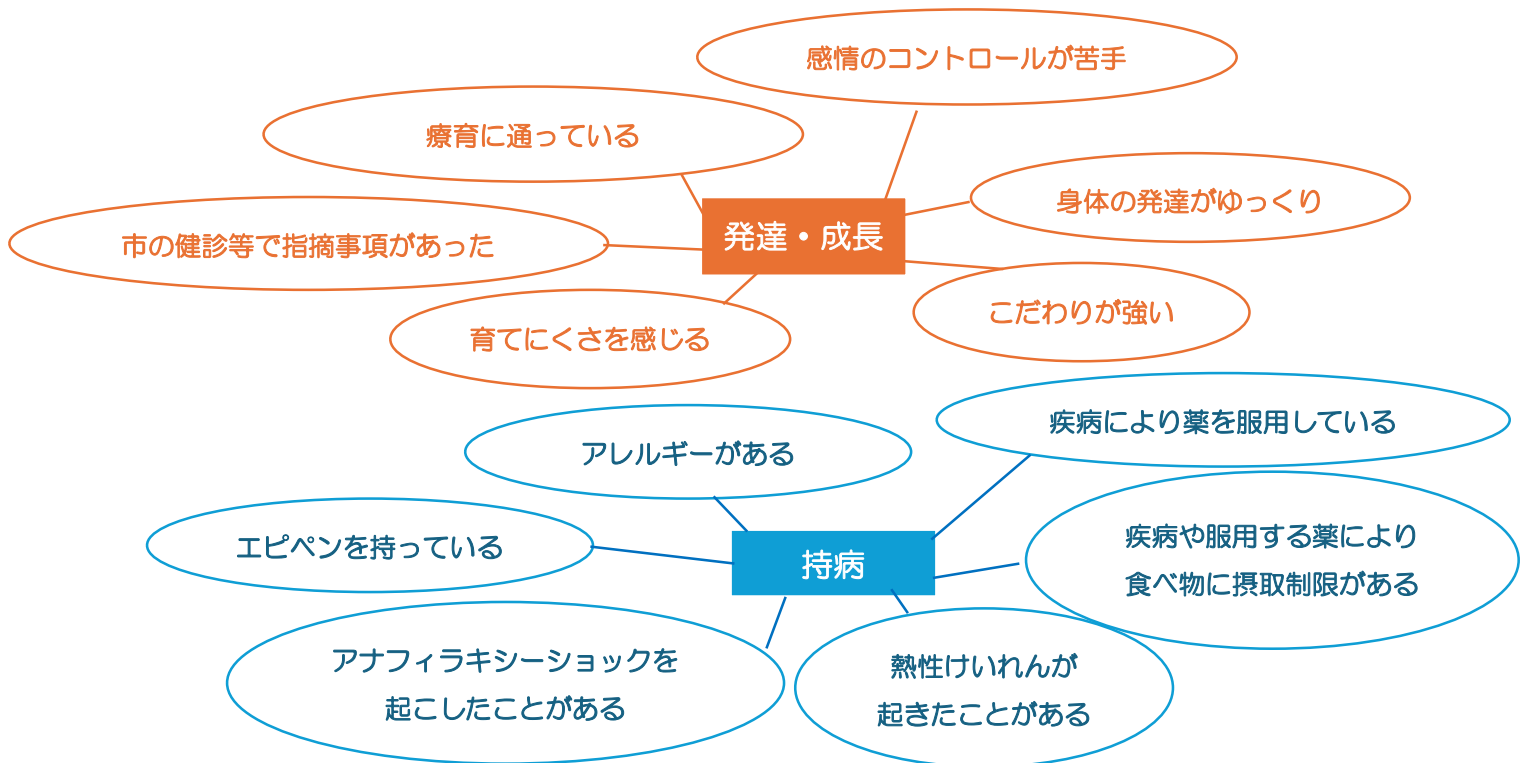 感情のコントロールが苦手
療育に通っている
身体の発達がゆっくり
発達・成長
市の健診等で指摘事項があった
こだわりが強い
育てにくさを感じる
疾病により薬を服用している
アレルギーがある
エピペンを持っている
疾病や服用する薬により
食べ物に摂取制限がある
持病
アナフィラキシーショックを
起こしたことがある
熱性けいれんが
起きたことがある